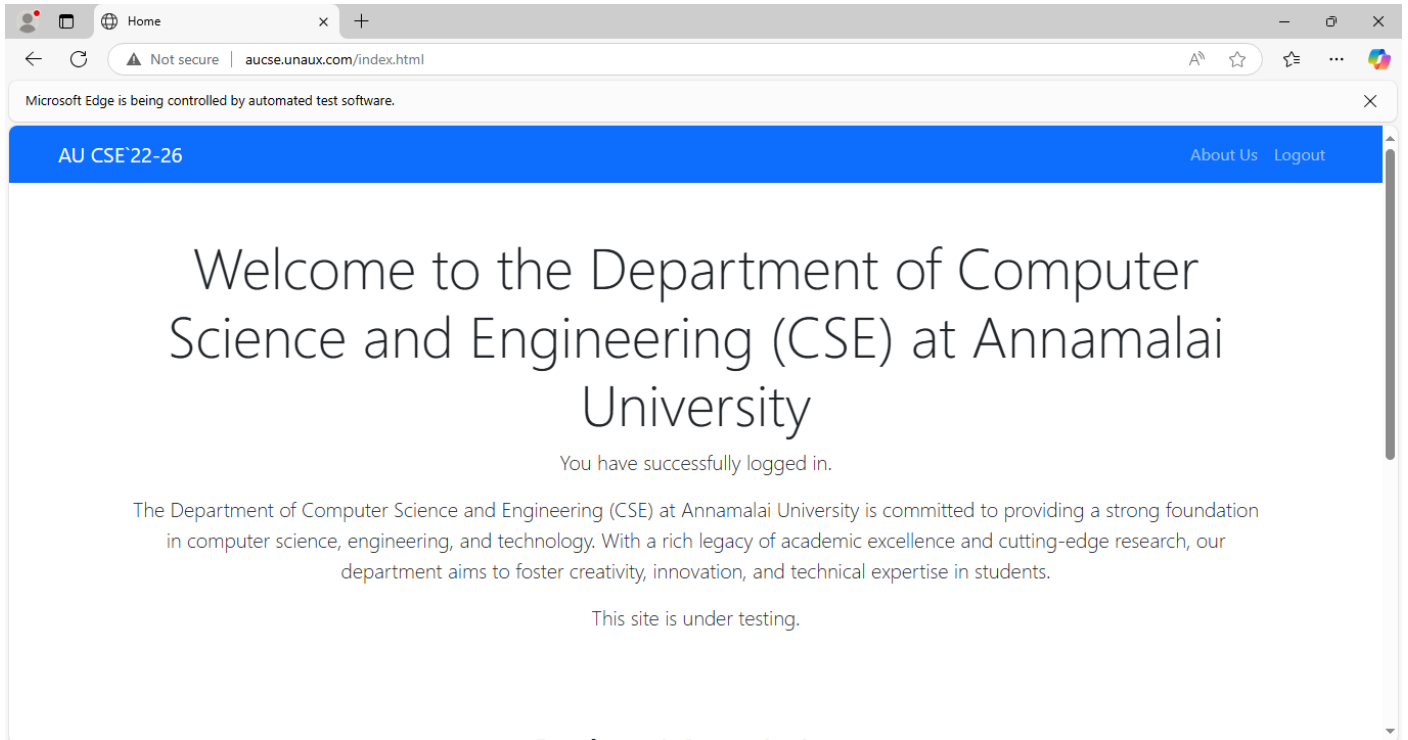 Home
Not secure
aucse.unaux.com/index.html
Microsoft Edge is being controlled by automated test software.
AU CSE`22-26
About Us Logout
Welcome to the Department of Computer
Science and Engineering (CSE) at Annamalai
University
You have successfully logged in.
The Department of Computer Science and Engineering (CSE) at Annamalai University is committed to providing a strong foundation
in computer science, engineering, and technology. With a rich legacy of academic excellence and cutting-edge research, our
department aims to foster creativity, innovation, and technical expertise in students.
This site is under testing.